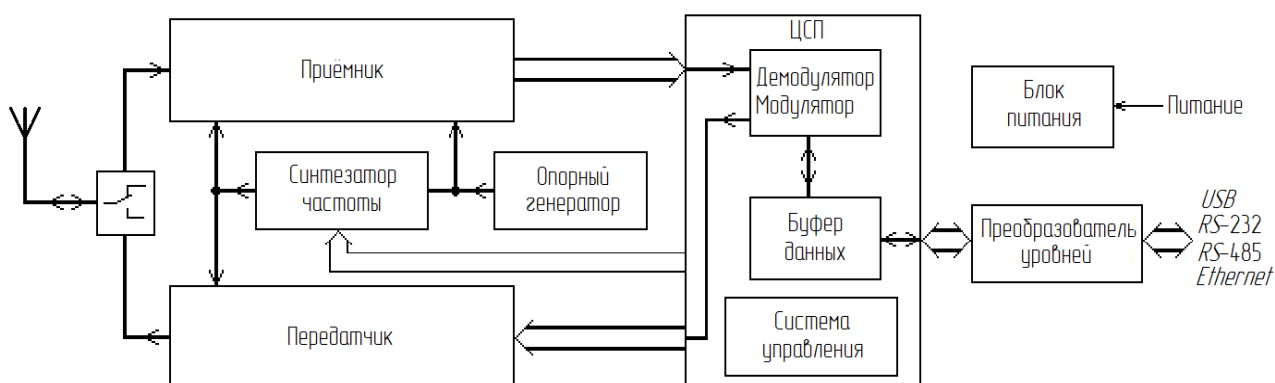 ЦСП
Приёмник
Демодулятор
Модулятор
Блок
питания
Питание
Синтезатор
частоты
Опорный
генератор
Буфер
данных
Преобразователь
уровней
USB
RS-232
RS-485
Ethernet
Передатчик
Система
управления